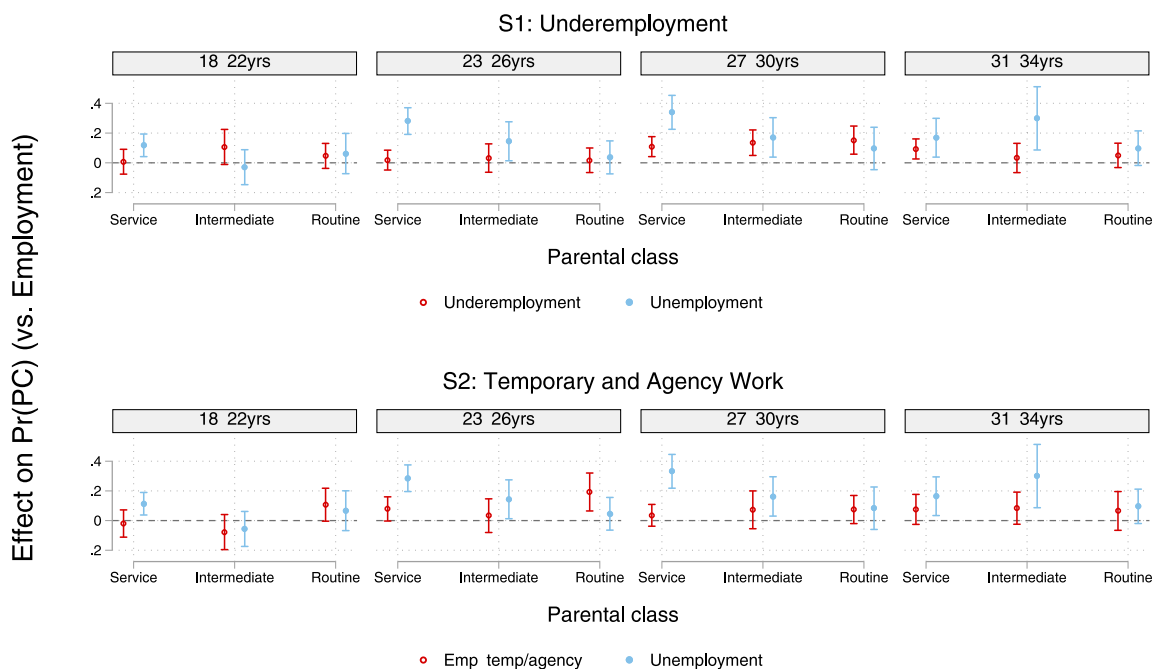 S1: Underemployment
18 22yrs 23 26yrs 27 30yrs 31 34yrs
.4
.2
0
.2
Service Intermediate Routine Service Intermediate Routine Service Intermediate Routine Service Intermediate Routine
Parental class
Underemployment Unemployment
Effect on Pr(PC) (vs. Employment)
S2: Temporary and Agency Work
18 22yrs 23 26yrs 27 30yrs 31 34yrs
.4
.2
0
.2
Service Intermediate Routine Service Intermediate Routine Service Intermediate Routine Service Intermediate Routine
Parental class
Emp temp/agency Unemployment